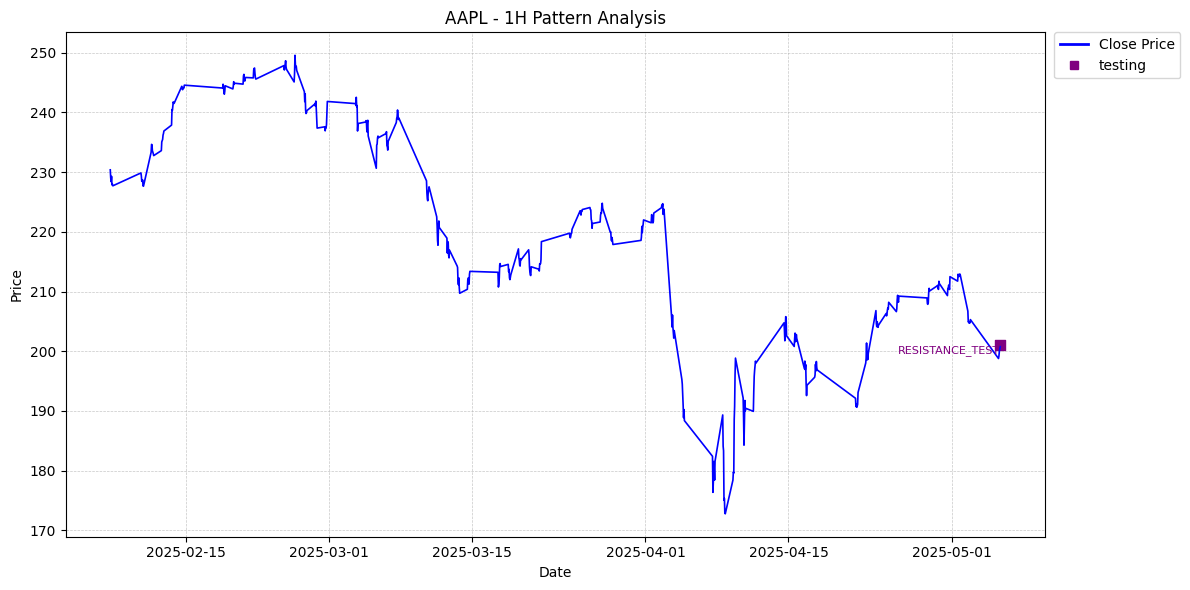 AAPL - 1H Pattern Analysis
Close Price
testing
Price
250
240
230
220
210
200
190
180
170
RESISTANCE_TEST
2025-02-15 2025-03-01 2025-03-15 2025-04-01 2025-04-15 2025-05-01
Date